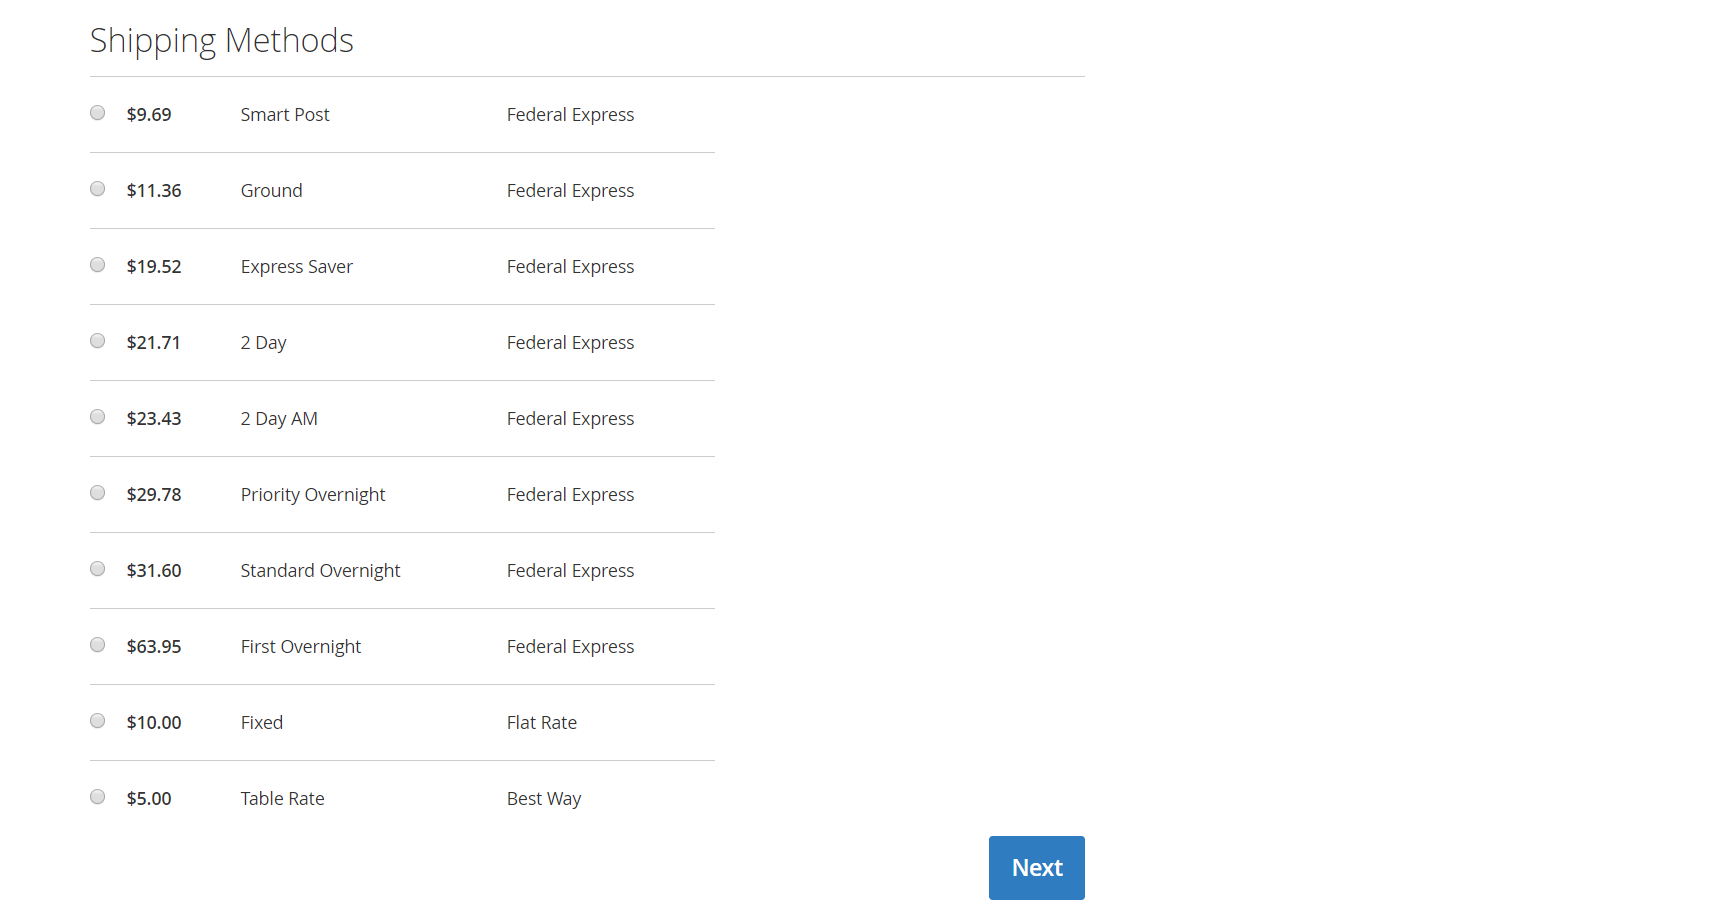 Shipping Methods
$9.69 Smart Post Federal Express
$11.36 Ground Federal Express
$19.52 Express Saver Federal Express
$21.71 2 Day Federal Express
$23.43 2 Day AM Federal Express
$29.78 Priority Overnight Federal Express
$31.60 Standard Overnight Federal Express
$63.95 First Overnight Federal Express
$10.00 Fixed Flat Rate
$5.00 Table Rate Best Way
Next